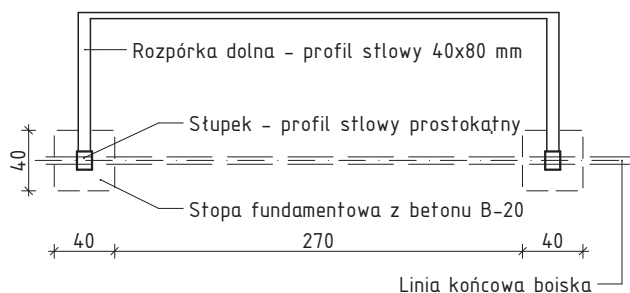 Rozpórka dolna – profil stlowy 40x80 mm
Słupek – profil stlowy prostokątny
40
Stopa fundamentowa z betonu B-20
40
270
40
Linia końcowa boiska